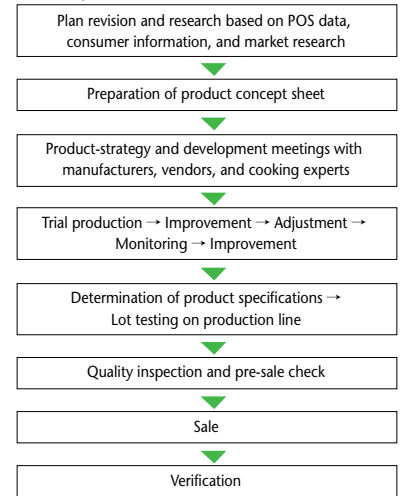 Plan revision and research based on POS data,
consumer information, and market research
Preparation of product concept sheet
Product-strategy and development meetings with
manufacturers, vendors, and cooking experts
Trial production → Improvement → Adjustment →
Monitoring → Improvement
Determination of product specifications →
Lot testing on production line
Quality inspection and pre-sale check
Sale
Verification